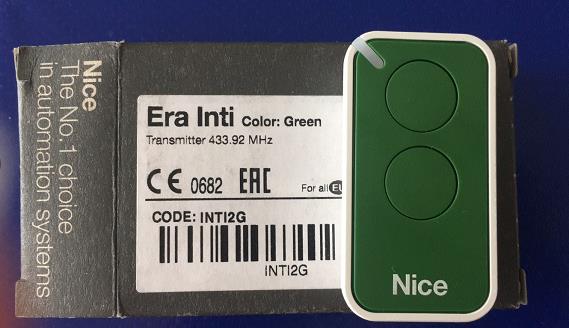 Nice
The No. 1 choice
in automation systems
Era Inti Color: Green
Transmitter 433.92 MHz
CE 0682 EAC
For all EU
CODE: INTI2G
INTI2G
Nice